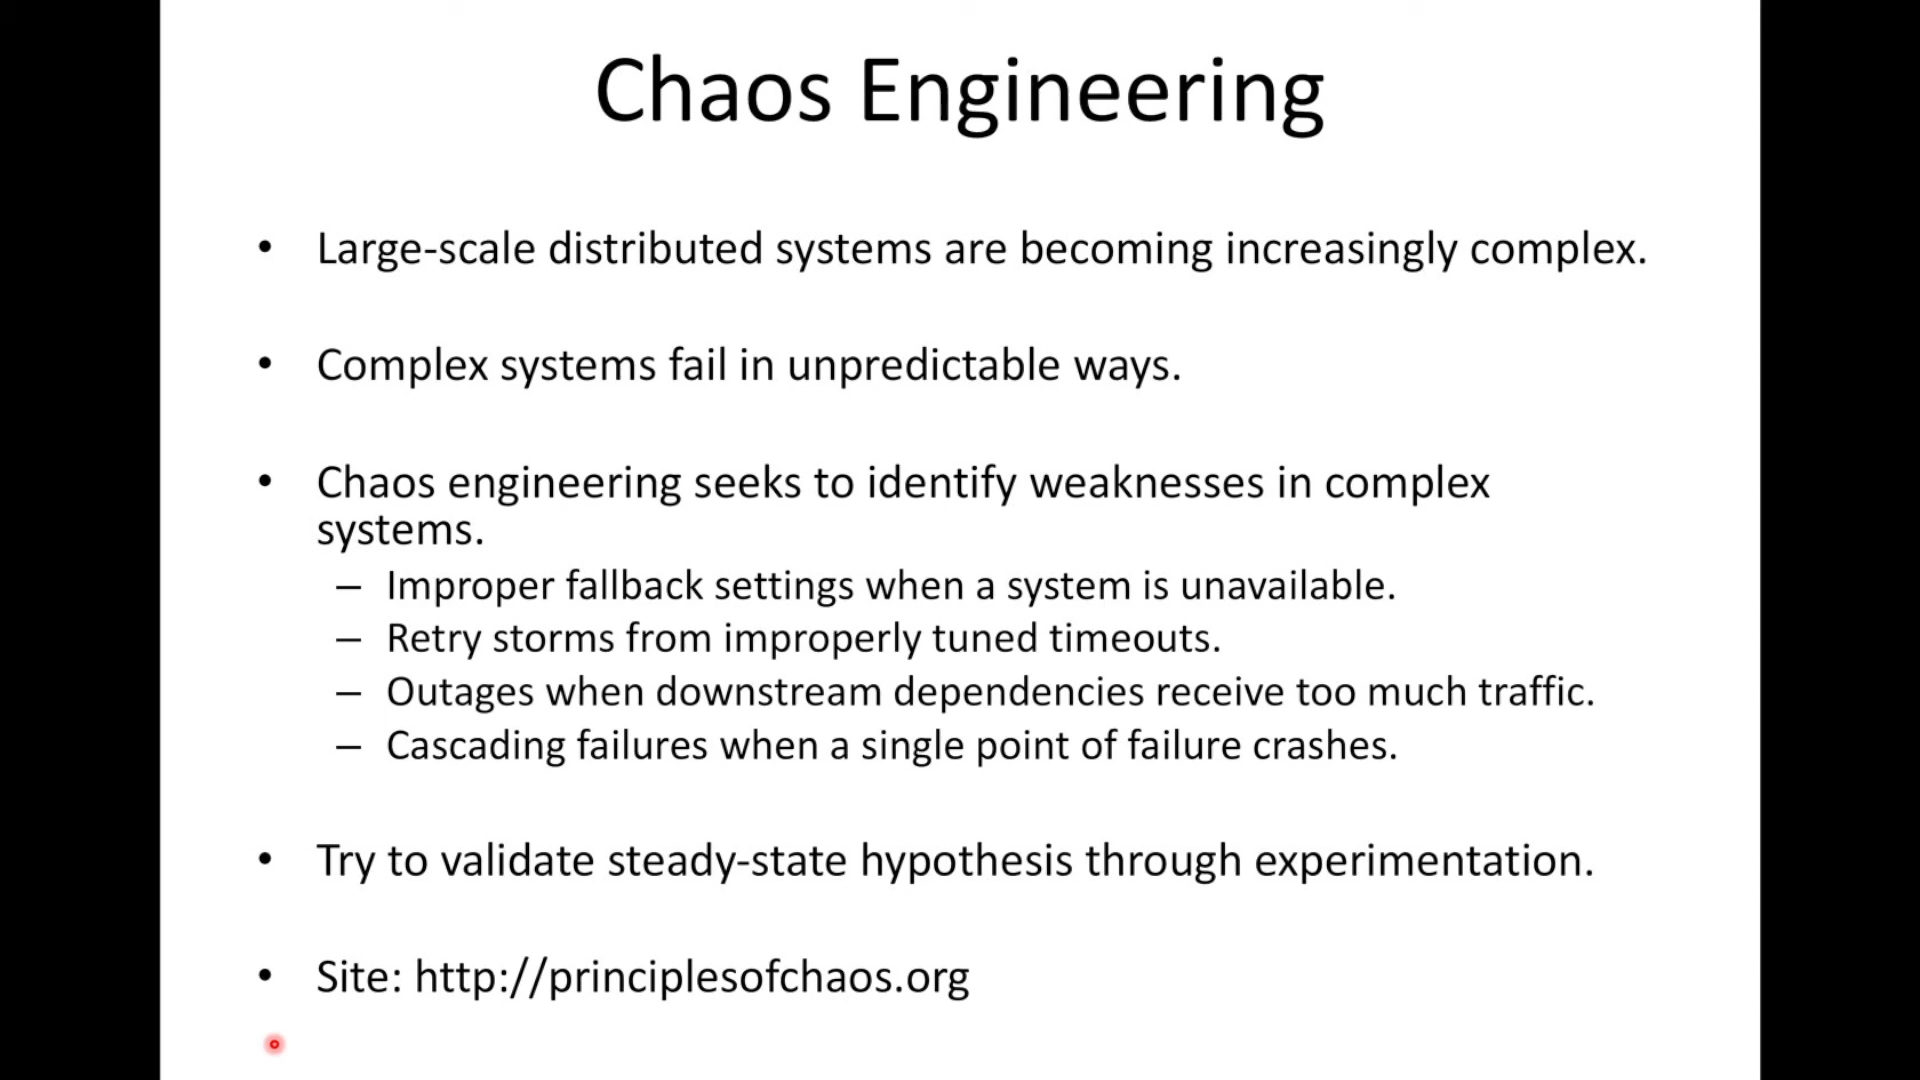 Chaos Engineering
• Large-scale distributed systems are becoming increasingly complex.
• Complex systems fail in unpredictable ways.
• Chaos engineering seeks to identify weaknesses in complex
systems.
– Improper fallback settings when a system is unavailable.
– Retry storms from improperly tuned timeouts.
– Outages when downstream dependencies receive too much traffic.
– Cascading failures when a single point of failure crashes.
• Try to validate steady-state hypothesis through experimentation.
• Site: http://principlesofchaos.org